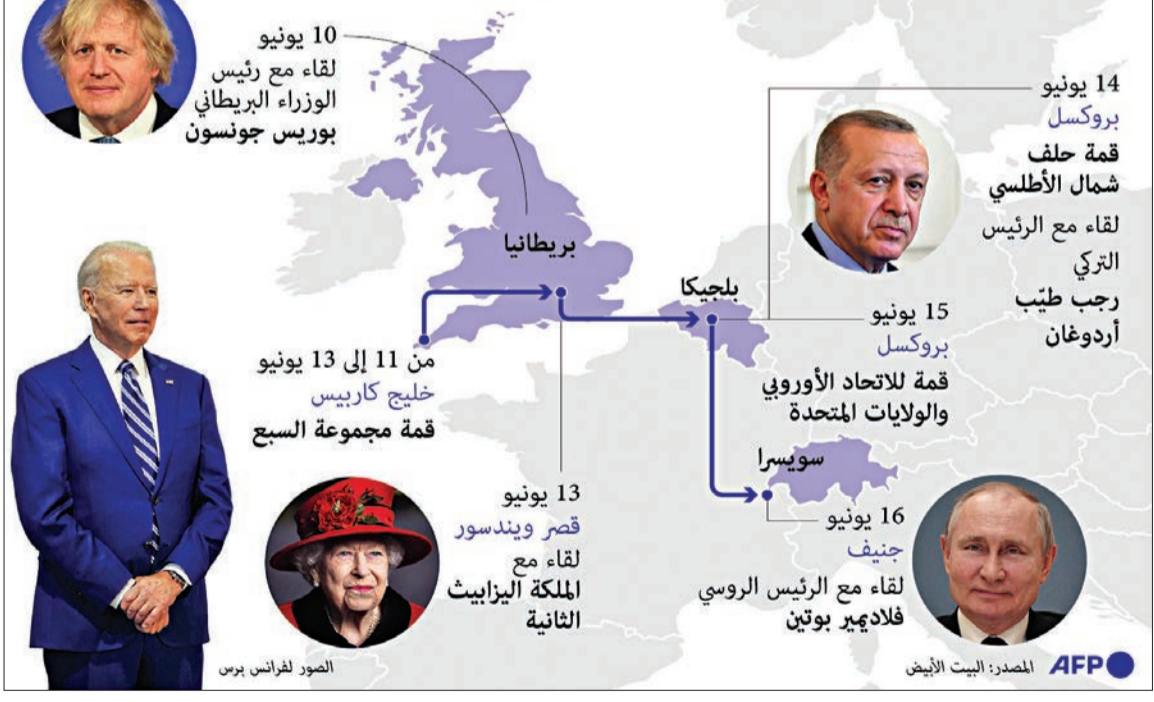 10 يونيو
لقاء مع رئيس
الوزراء البريطاني
بوريس جونسون
14 يونيو
بروكسل
قمة حلف
شمال الأطلسي
لقاء مع الرئيس
التركي
رجب طيّب
أردوغان
بريطانيا
بلجيكا
15 يونيو
بروكسل
قمة للاتحاد الأوروبي
والولايات المتحدة
من 11 إلى 13 يونيو
خليج كاربيس
قمة مجموعة السبع
سويسرا
13 يونيو
قصر ويندسور
لقاء مع
الملكة اليزابيث
الثانية
16 يونيو
جنيف
لقاء مع الرئيس الروسي
فلاديمير بوتين
الصور لفرانس برس
المصدر: البيت الأبيض
AFP